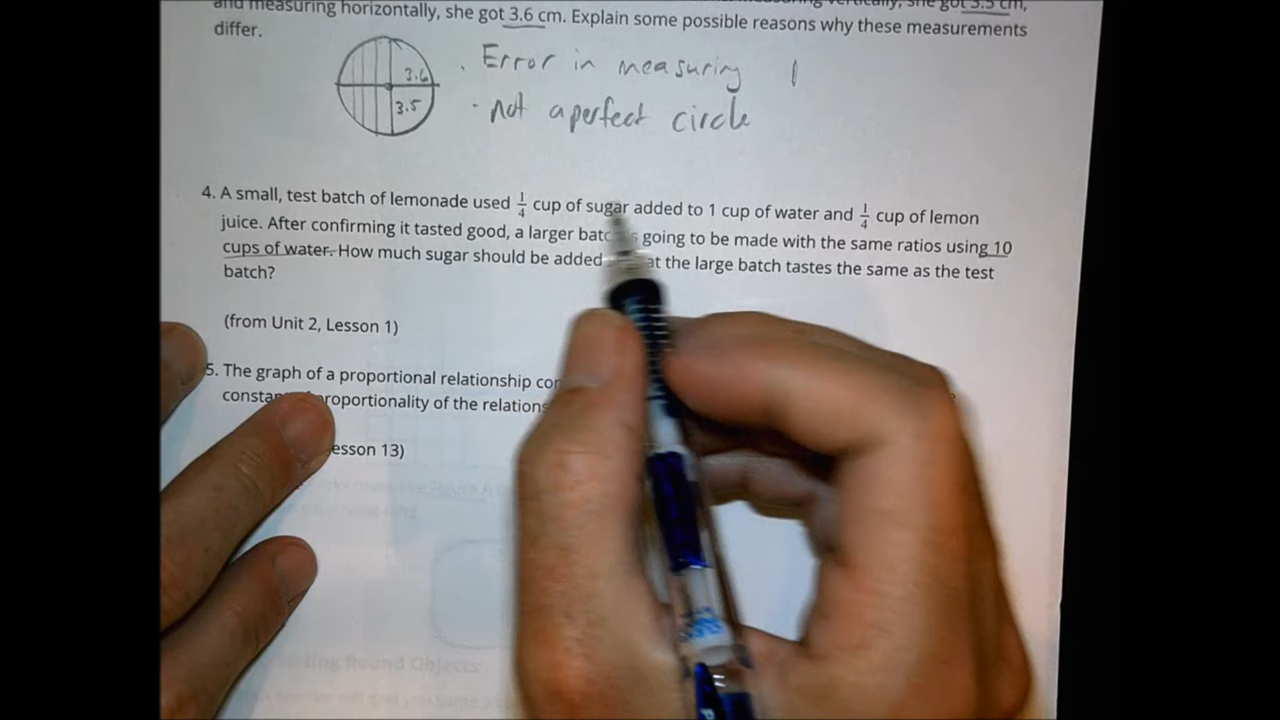 and measuring horizontally, she got 3.6 cm. Explain some possible reasons why these measurements
differ.
3.6
3.5
. Error in measuring
· not a perfect circle
4. A small, test batch of lemonade used 1/4 cup of sugar added to 1 cup of water and 1/4 cup of lemon
juice. After confirming it tasted good, a larger batch going to be made with the same ratios using 10
cups of water. How much sugar should be added at the large batch tastes the same as the test
batch?
(from Unit 2, Lesson 1)
5. The graph of a proportional relationship
proportionality of the
Lesson 13)
ting Round Objects